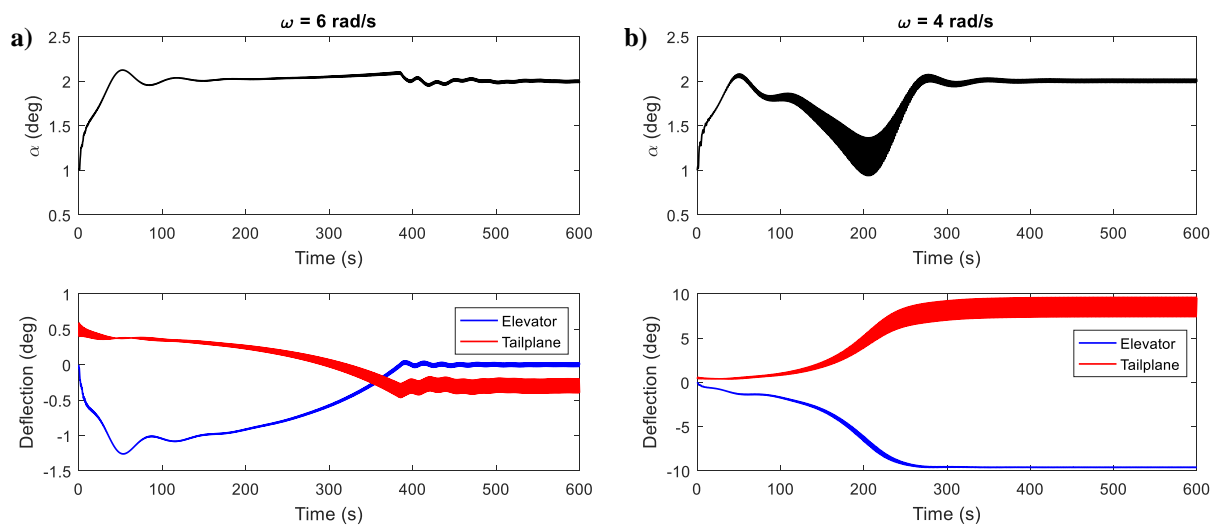 a)
ω = 6 rad/s
2.5
2
1.5
1
0.5
α (deg)
0 100 200 300 400 500 600
Time (s)
1
0.5
0
-0.5
-1
-1.5
Deflection (deg)
Elevator
Tailplane
0 100 200 300 400 500 600
Time (s)
b)
ω = 4 rad/s
2.5
2
1.5
1
0.5
α (deg)
0 100 200 300 400 500 600
Time (s)
10
5
0
-5
-10
Deflection (deg)
Elevator
Tailplane
0 100 200 300 400 500 600
Time (s)